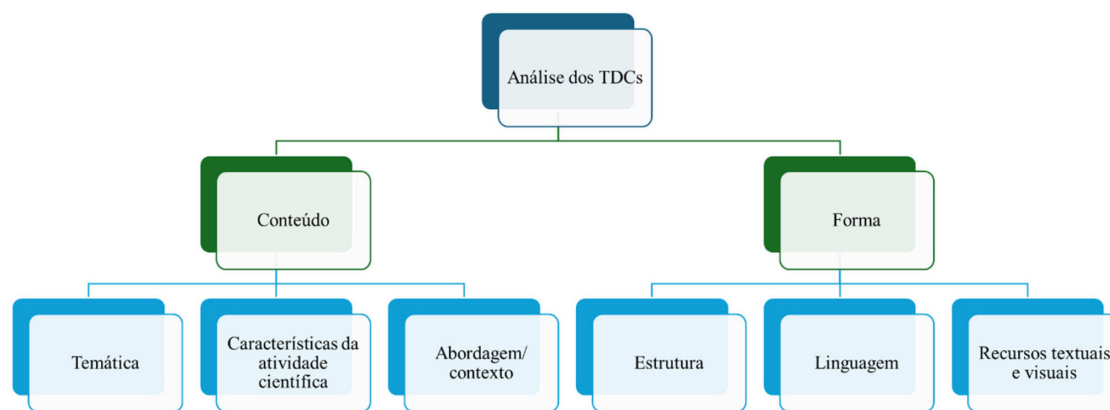 Análise dos TDCs
Conteúdo
Forma
Temática
Características da
atividade
científica
Abordagem/
contexto
Estrutura
Linguagem
Recursos textuais
e visuais